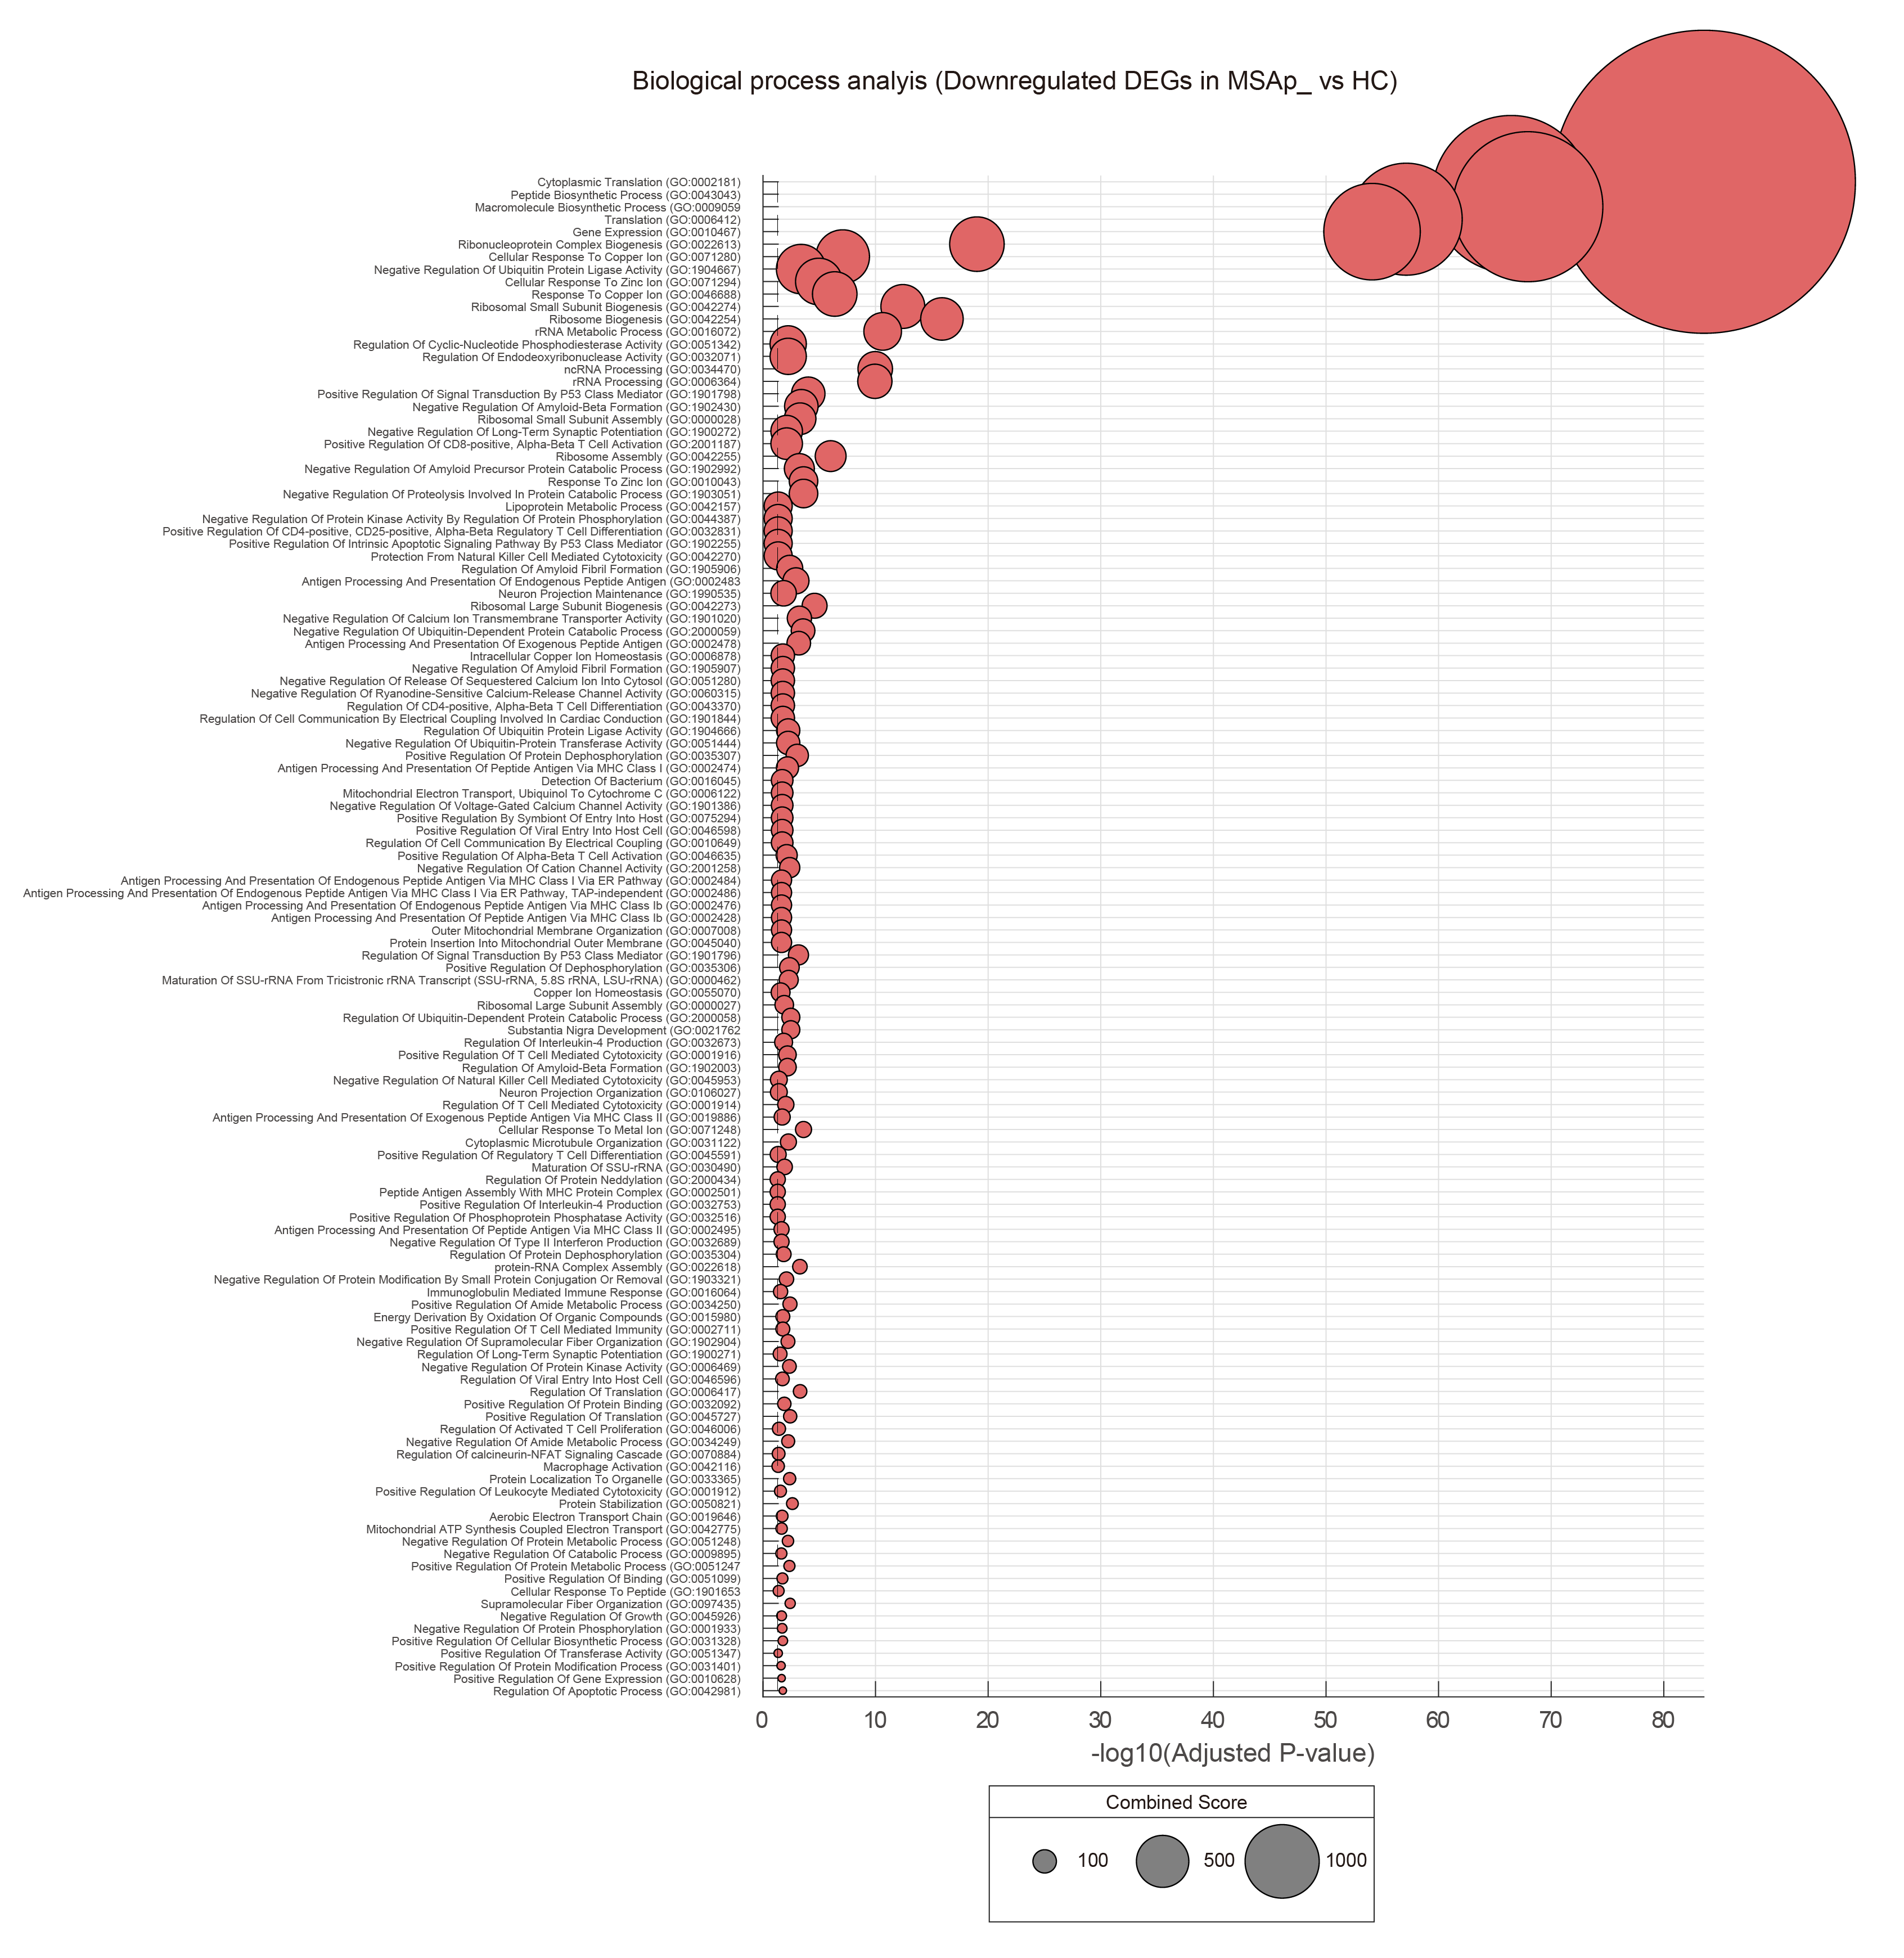 Biological process analyis (Downregulated DEGs in MSAp_ vs HC)
Cytoplasmic Translation (GO:0002181)
Peptide Biosynthetic Process (GO:0043043)
Macromolecule Biosynthetic Process (GO:0009059
Translation (GO:0006412)
Gene Expression (GO:0010467)
Ribonucleoprotein Complex Biogenesis (GO:0022613)
Cellular Response To Copper Ion (GO:0071280)
Negative Regulation Of Ubiquitin Protein Ligase Activity (GO:1904667)
Cellular Response To Zinc Ion (GO:0071294)
Response To Copper Ion (GO:0046688)
Ribosomal Small Subunit Biogenesis (GO:0042274)
Ribosome Biogenesis (GO:0042254)
rRNA Metabolic Process (GO:0016072)
Regulation Of Cyclic-Nucleotide Phosphodiesterase Activity (GO:0051342)
Regulation Of Endodeoxyribonuclease Activity (GO:0032071)
ncRNA Processing (GO:0034470)
rRNA Processing (GO:0006364)
Positive Regulation Of Signal Transduction By P53 Class Mediator (GO:1901798)
Negative Regulation Of Amyloid-Beta Formation (GO:1902430)
Ribosomal Small Subunit Assembly (GO:0000028)
Negative Regulation Of Long-Term Synaptic Potentiation (GO:1900272)
Positive Regulation Of CD8-positive, Alpha-Beta T Cell Activation (GO:2001187)
Ribosome Assembly (GO:0042255)
Negative Regulation Of Amyloid Precursor Protein Catabolic Process (GO:1902992)
Response To Zinc Ion (GO:0010043)
Negative Regulation Of Proteolysis Involved In Protein Catabolic Process (GO:1903051)
Lipoprotein Metabolic Process (GO:0042157)
Negative Regulation Of Protein Kinase Activity By Regulation Of Protein Phosphorylation (GO:0044387)
Positive Regulation Of CD4-positive, CD25-positive, Alpha-Beta Regulatory T Cell Differentiation (GO:0032831)
Positive Regulation Of Intrinsic Apoptotic Signaling Pathway By P53 Class Mediator (GO:1902255)
Protection From Natural Killer Cell Mediated Cytotoxicity (GO:0042270)
Regulation Of Amyloid Fibril Formation (GO:1905906)
Antigen Processing And Presentation Of Endogenous Peptide Antigen (GO:0002483
Neuron Projection Maintenance (GO:1990535)
Ribosomal Large Subunit Biogenesis (GO:0042273)
Negative Regulation Of Calcium Ion Transmembrane Transporter Activity (GO:1901020)
Negative Regulation Of Ubiquitin-Dependent Protein Catabolic Process (GO:2000059)
Antigen Processing And Presentation Of Exogenous Peptide Antigen (GO:0002478)
Intracellular Copper Ion Homeostasis (GO:0006878)
Negative Regulation Of Amyloid Fibril Formation (GO:1905907)
Negative Regulation Of Release Of Sequestered Calcium Ion Into Cytosol (GO:0051280)
Negative Regulation Of Ryanodine-Sensitive Calcium-Release Channel Activity (GO:0060315)
Regulation Of CD4-positive, Alpha-Beta T Cell Differentiation (GO:0043370)
Regulation Of Cell Communication By Electrical Coupling Involved In Cardiac Conduction (GO:1901844)
Regulation Of Ubiquitin Protein Ligase Activity (GO:1904666)
Negative Regulation Of Ubiquitin-Protein Transferase Activity (GO:0051444)
Positive Regulation Of Protein Dephosphorylation (GO:0035307)
Antigen Processing And Presentation Of Peptide Antigen Via MHC Class I (GO:0002474)
Detection Of Bacterium (GO:0016045)
Mitochondrial Electron Transport, Ubiquinol To Cytochrome C (GO:0006122)
Negative Regulation Of Voltage-Gated Calcium Channel Activity (GO:1901386)
Positive Regulation By Symbiont Of Entry Into Host (GO:0075294)
Positive Regulation Of Viral Entry Into Host Cell (GO:0046598)
Regulation Of Cell Communication By Electrical Coupling (GO:0010649)
Positive Regulation Of Alpha-Beta T Cell Activation (GO:0046635)
Negative Regulation Of Cation Channel Activity (GO:2001258)
Antigen Processing And Presentation Of Endogenous Peptide Antigen Via MHC Class I Via ER Pathway (GO:0002484)
Antigen Processing And Presentation Of Endogenous Peptide Antigen Via MHC Class I Via ER Pathway, TAP-independent (GO:0002486)
Antigen Processing And Presentation Of Endogenous Peptide Antigen Via MHC Class Ib (GO:0002476)
Antigen Processing And Presentation Of Peptide Antigen Via MHC Class Ib (GO:0002428)
Outer Mitochondrial Membrane Organization (GO:0007008)
Protein Insertion Into Mitochondrial Outer Membrane (GO:0045040)
Regulation Of Signal Transduction By P53 Class Mediator (GO:1901796)
Positive Regulation Of Dephosphorylation (GO:0035306)
Maturation Of SSU-rRNA From Tricistronic rRNA Transcript (SSU-rRNA, 5.8S rRNA, LSU-rRNA) (GO:0000462)
Copper Ion Homeostasis (GO:0055070)
Ribosomal Large Subunit Assembly (GO:0000027)
Regulation Of Ubiquitin-Dependent Protein Catabolic Process (GO:2000058)
Substantia Nigra Development (GO:0021762
Regulation Of Interleukin-4 Production (GO:0032673)
Positive Regulation Of T Cell Mediated Cytotoxicity (GO:0001916)
Regulation Of Amyloid-Beta Formation (GO:1902003)
Negative Regulation Of Natural Killer Cell Mediated Cytotoxicity (GO:0045953)
Neuron Projection Organization (GO:0106027)
Regulation Of T Cell Mediated Cytotoxicity (GO:0001914)
Antigen Processing And Presentation Of Exogenous Peptide Antigen Via MHC Class II (GO:0019886)
Cellular Response To Metal Ion (GO:0071248)
Cytoplasmic Microtubule Organization (GO:0031122)
Positive Regulation Of Regulatory T Cell Differentiation (GO:0045591)
Maturation Of SSU-rRNA (GO:0030490)
Regulation Of Protein Neddylation (GO:2000434)
Peptide Antigen Assembly With MHC Protein Complex (GO:0002501)
Positive Regulation Of Interleukin-4 Production (GO:0032753)
Positive Regulation Of Phosphoprotein Phosphatase Activity (GO:0032516)
Antigen Processing And Presentation Of Peptide Antigen Via MHC Class II (GO:0002495)
Negative Regulation Of Type II Interferon Production (GO:0032689)
Regulation Of Protein Dephosphorylation (GO:0035304)
protein-RNA Complex Assembly (GO:0022618)
Negative Regulation Of Protein Modification By Small Protein Conjugation Or Removal (GO:1903321)
Immunoglobulin Mediated Immune Response (GO:0016064)
Positive Regulation Of Amide Metabolic Process (GO:0034250)
Energy Derivation By Oxidation Of Organic Compounds (GO:0015980)
Positive Regulation Of T Cell Mediated Immunity (GO:0002711)
Negative Regulation Of Supramolecular Fiber Organization (GO:1902904)
Regulation Of Long-Term Synaptic Potentiation (GO:1900271)
Negative Regulation Of Protein Kinase Activity (GO:0006469)
Regulation Of Viral Entry Into Host Cell (GO:0046596)
Regulation Of Translation (GO:0006417)
Positive Regulation Of Protein Binding (GO:0032092)
Positive Regulation Of Translation (GO:0045727)
Regulation Of Activated T Cell Proliferation (GO:0046006)
Negative Regulation Of Amide Metabolic Process (GO:0034249)
Regulation Of calcineurin-NFAT Signaling Cascade (GO:0070884)
Macrophage Activation (GO:0042116)
Protein Localization To Organelle (GO:0033365)
Positive Regulation Of Leukocyte Mediated Cytotoxicity (GO:0001912)
Protein Stabilization (GO:0050821)
Aerobic Electron Transport Chain (GO:0019646)
Mitochondrial ATP Synthesis Coupled Electron Transport (GO:0042775)
Negative Regulation Of Protein Metabolic Process (GO:0051248)
Negative Regulation Of Catabolic Process (GO:0009895)
Positive Regulation Of Protein Metabolic Process (GO:0051247
Positive Regulation Of Binding (GO:0051099)
Cellular Response To Peptide (GO:1901653
Supramolecular Fiber Organization (GO:0097435)
Negative Regulation Of Growth (GO:0045926)
Negative Regulation Of Protein Phosphorylation (GO:0001933)
Positive Regulation Of Cellular Biosynthetic Process (GO:0031328)
Positive Regulation Of Transferase Activity (GO:0051347)
Positive Regulation Of Protein Modification Process (GO:0031401)
Positive Regulation Of Gene Expression (GO:0010628)
Regulation Of Apoptotic Process (GO:0042981)
0 10 20 30 40 50 60 70 80
-log10(Adjusted P-value)
Combined Score
100 500 1000